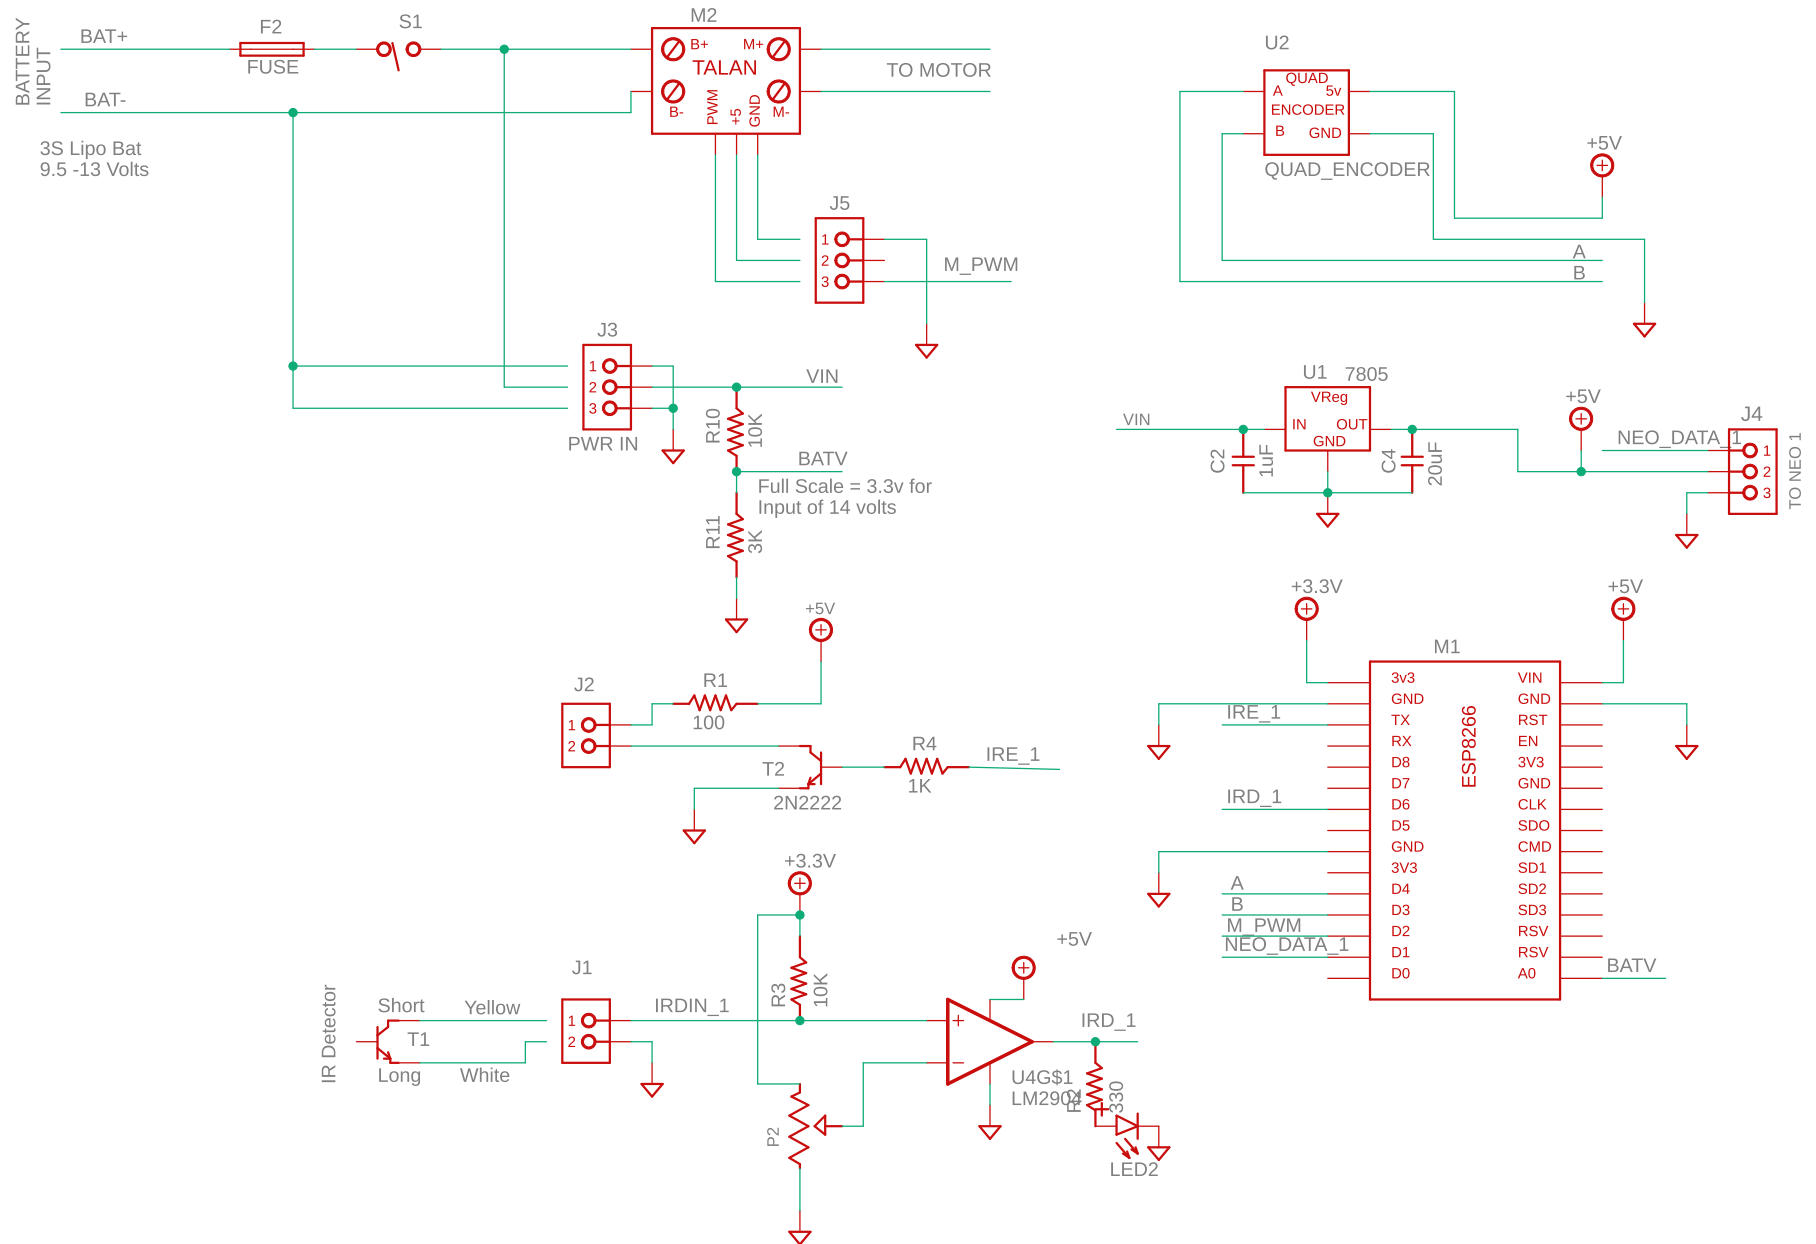 BATTERY
INPUT
BAT+
BAT-
F2
FUSE
S1
3S Lipo Bat
9.5 -13 Volts
M2
B+
M+
TALAN
B-
M-
PWM
+5
GND
TO MOTOR
J5
1
2
3
M_PWM
J3
1
2
3
PWR IN
VIN
R10
10K
BATV
Full Scale = 3.3v for
Input of 14 volts
R11
3K
U2
QUAD
A
5v
ENCODER
B
GND
QUAD_ENCODER
+5V
A
B
U1
7805
VReg
IN
OUT
GND
VIN
C2
1uF
C4
20uF
+5V
NEO_DATA_1
J4
1
2
3
TO NEO 1
+5V
J2
1
2
R1
100
T2
2N2222
R4
1K
IRE_1
+3.3V
+5V
M1
ESP8266
3v3
GND
TX
RX
D8
D7
D6
D5
GND
3V3
D4
D3
D2
D1
D0
VIN
GND
RST
EN
3V3
GND
CLK
SDO
CMD
SD1
SD2
SD3
RSV
RSV
A0
IRE_1
IRD_1
A
B
M_PWM
NEO_DATA_1
BATV
+3.3V
R3
10K
+5V
IR Detector
Short
Yellow
T1
Long
White
J1
1
2
IRDIN_1
P2
IRD_1
U4G$1
LM2904
R2
330
LED2